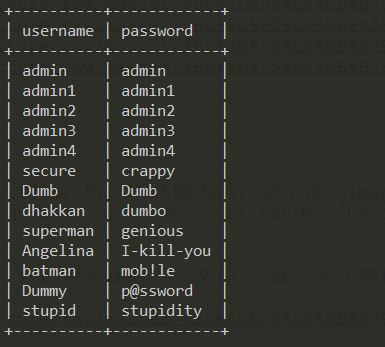 +----------+------------+
| username | password   |
+----------+------------+
| admin    | admin      |
| admin1   | admin1     |
| admin2   | admin2     |
| admin3   | admin3     |
| admin4   | admin4     |
| secure   | crappy     |
| Dumb     | Dumb       |
| dhakkan  | dumbo      |
| superman | genious    |
| Angelina | I-kill-you |
| batman   | mob!le     |
| Dummy    | p@ssword   |
| stupid   | stupidity  |
+----------+------------+